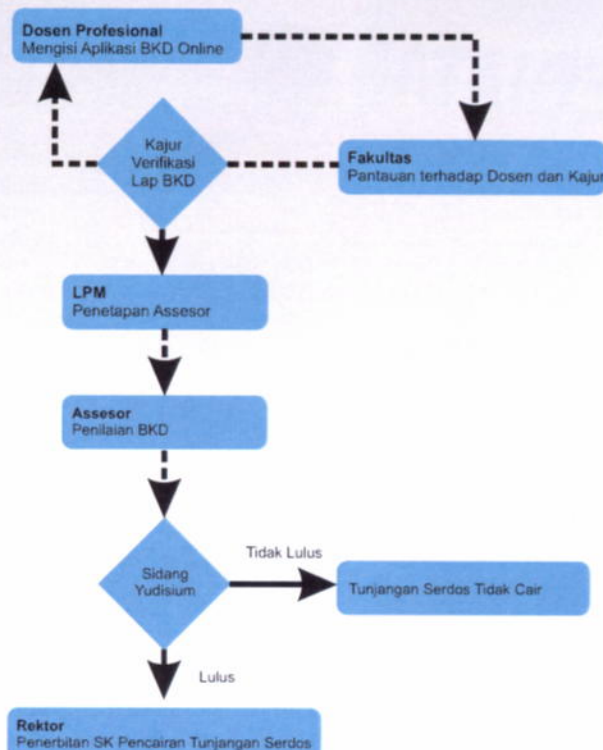 Dosen Profesional
Mengisi Aplikasi BKD Online
Kajur
Verifikasi
Lap BKD
Fakultas
Pantauan terhadap Dosen dan Kajur
LPM
Penetapan Assesor
Assesor
Penilaian BKD
Sidang
Yudisium
Tidak Lulus
Tunjangan Serdos Tidak Cair
Lulus
Rektor
Penerbitan SK Pencairan Tunjangan Serdos